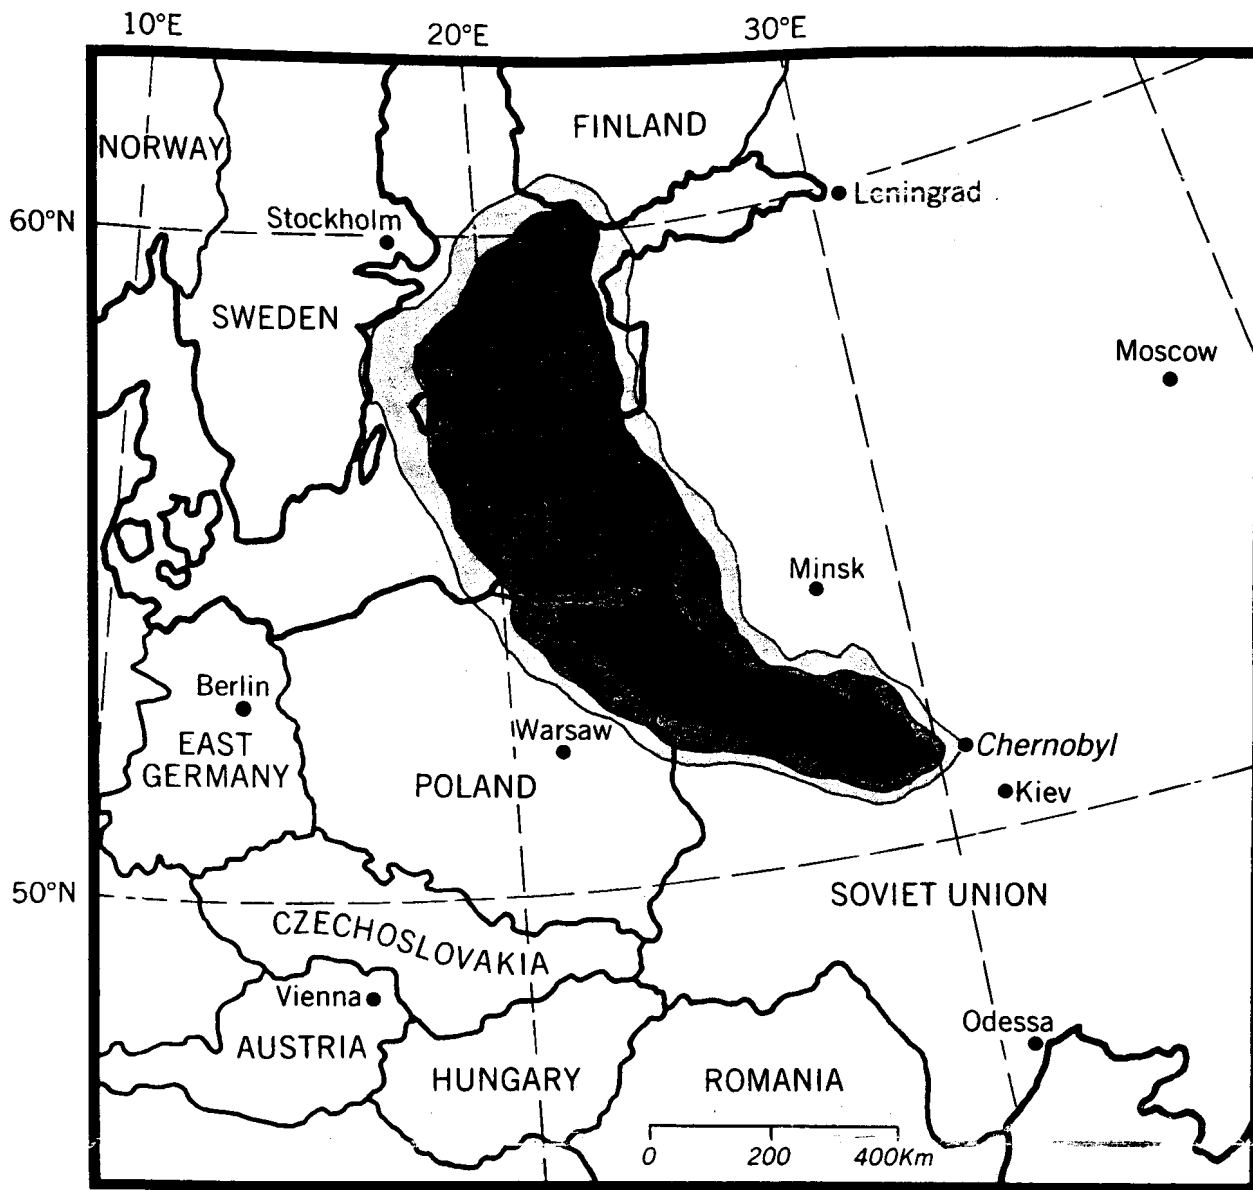 10°E
20°E
30°E
NORWAY
FINLAND
Leningrad
60°N
Stockholm
SWEDEN
Moscow
Minsk
Berlin
EAST
GERMANY
Warsaw
POLAND
Chernobyl
Kiev
50°N
SOVIET UNION
CZECHOSLOVAKIA
Vienna
AUSTRIA
HUNGARY
ROMANIA
Odessa
0 200 400Km